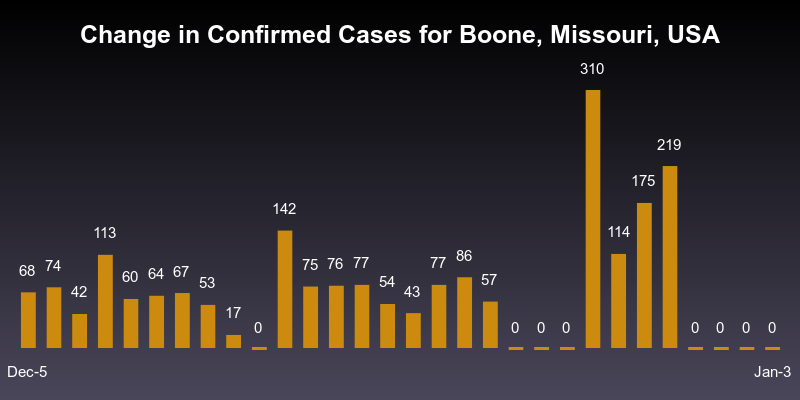 Change in Confirmed Cases for Boone, Missouri, USA
68 74 42 113 60 64 67 53 17 0 142 75 76 77 54 43 77 86 57 0 0 0 310 114 175 219 0 0 0 0
Dec-5 Jan-3